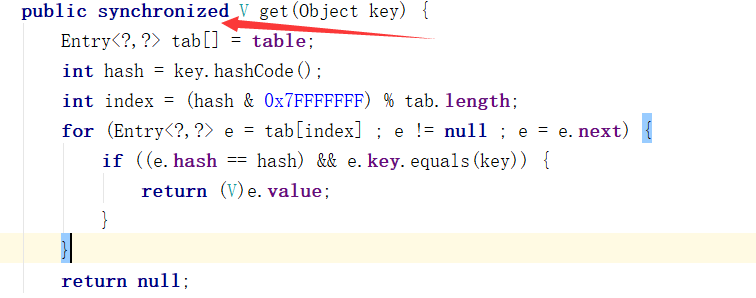 public synchronized V get(Object key) {
    Entry<?,?> tab[] = table;
    int hash = key.hashCode();
    int index = (hash & 0x7FFFFFFF) % tab.length;
    for (Entry<?,?> e = tab[index] ; e != null ; e = e.next) {
        if ((e.hash == hash) && e.key.equals(key)) {
            return (V)e.value;
        }
    }
    return null;